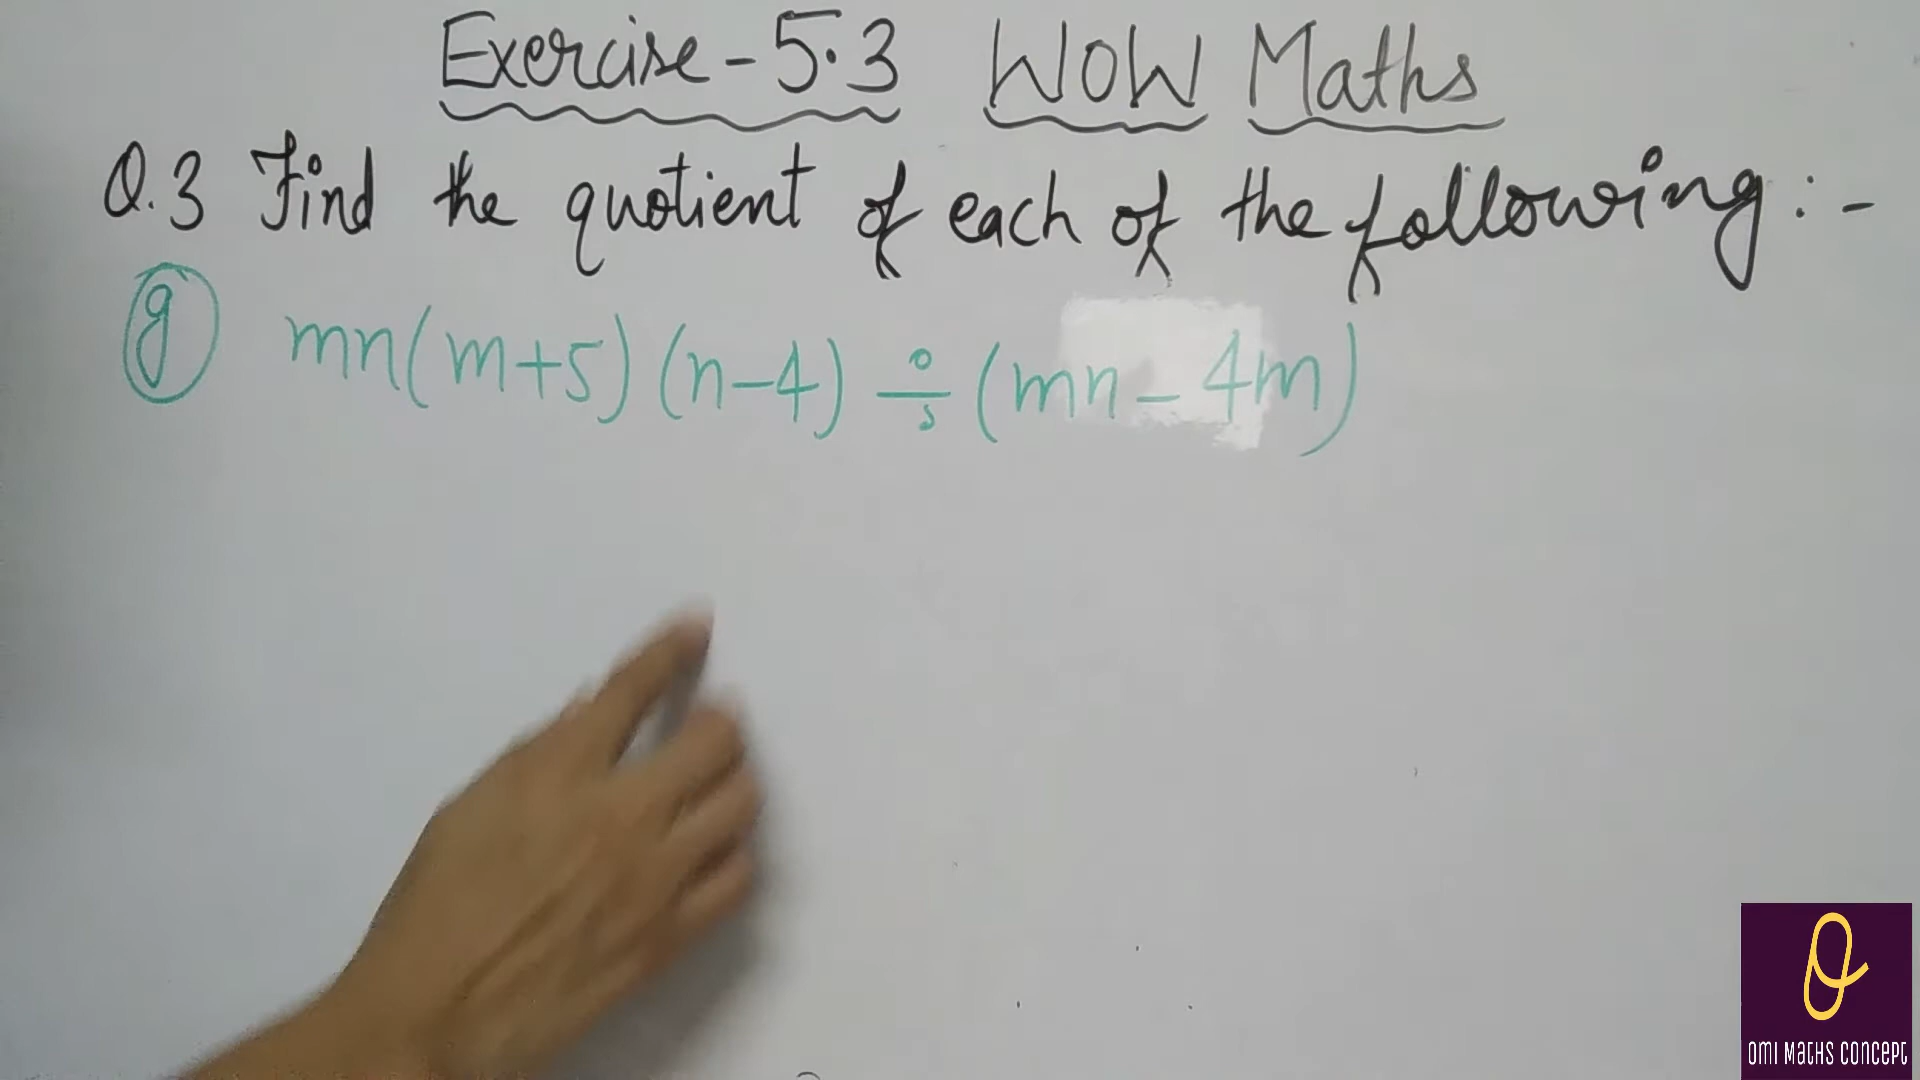 Exercise-5.3 WOW Maths
Q.3 Find the quotient of each of the following:-
g mn(m+5)(n-4) ÷ (mn-4m)
OMI MATHS CONCEPT